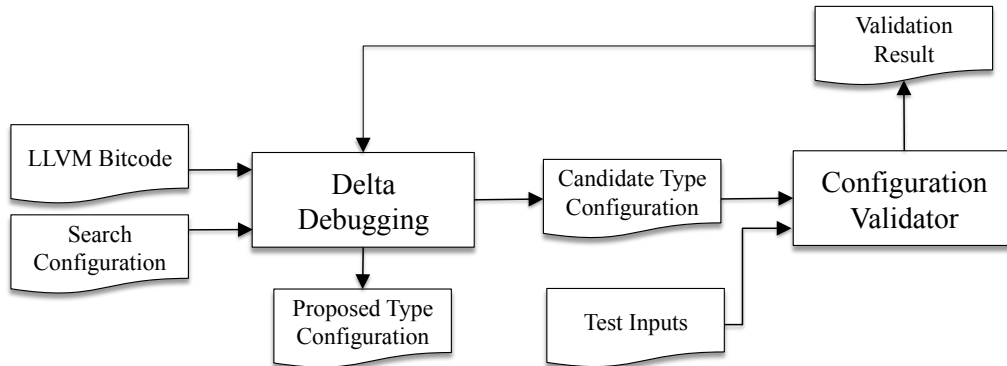 Validation
Result
LLVM Bitcode
Delta
Debugging
Candidate Type
Configuration
Configuration
Validator
Search
Configuration
Proposed Type
Configuration
Test Inputs